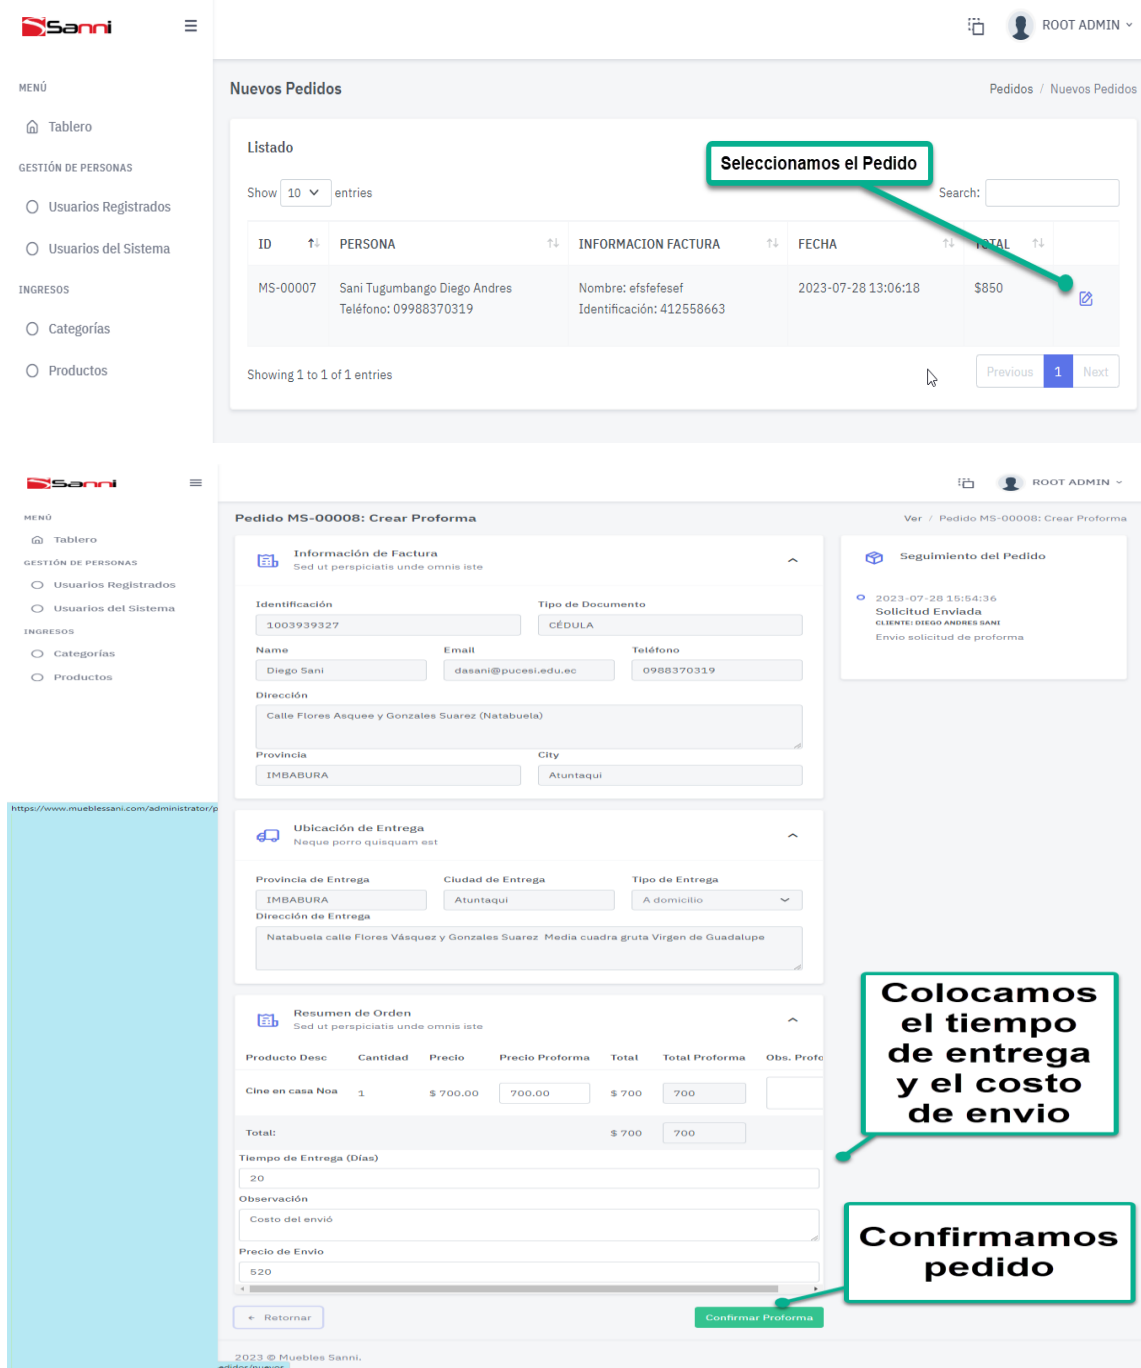 Sanni
ROOT ADMIN
MENÚ
Tablero
GESTIÓN DE PERSONAS
Usuarios Registrados
Usuarios del Sistema
INGRESOS
Categorías
Productos
Nuevos Pedidos
Pedidos / Nuevos Pedidos
Listado
Seleccionamos el Pedido
Show 10 entries
Search:
ID PERSONA INFORMACION FACTURA FECHA TOTAL
MS-00007 Sani Tugumbango Diego Andres Nombre: efsfefesef 2023-07-28 13:06:18 $850
Teléfono: 09988370319 Identificación: 412558663
Showing 1 to 1 of 1 entries
Previous 1 Next
Sanni
ROOT ADMIN
MENÚ
Tablero
GESTIÓN DE PERSONAS
Usuarios Registrados
Usuarios del Sistema
INGRESOS
Categorías
Productos
https://www.mueblessani.com/administrator/p
Pedido MS-00008: Crear Proforma
Ver / Pedido MS-00008: Crear Proforma
Información de Factura
Sed ut perspiciatis unde omnis iste
Identificación Tipo de Documento
1003939327 CÉDULA
Name Email Teléfono
Diego Sani dasani@pucesi.edu.ec 0988370319
Dirección
Calle Flores Asquee y Gonzales Suarez (Natabuela)
Provincia City
IMBABURA Atuntaqui
Seguimiento del Pedido
2023-07-28 15:54:36
Solicitud Enviada
CLIENTE: DIEGO ANDRES SANI
Envio solicitud de proforma
Ubicación de Entrega
Neque porro quisquam est
Provincia de Entrega Ciudad de Entrega Tipo de Entrega
IMBABURA Atuntaqui A domicilio
Dirección de Entrega
Natabuela calle Flores Vásquez y Gonzales Suarez Media cuadra gruta Virgen de Guadalupe
Resumen de Orden
Sed ut perspiciatis unde omnis iste
Producto Desc Cantidad Precio Precio Proforma Total Total Proforma Obs. Profo
Cine en casa Noa 1 $ 700.00 700.00 $ 700 700
Total: $ 700 700
Tiempo de Entrega (Días)
20
Observación
Costo del envió
Precio de Envio
520
Colocamos
el tiempo
de entrega
y el costo
de envio
Confirmamos
pedido
← Retornar
Confirmar Proforma
2023 © Muebles Sanni.
edidos/nuevos